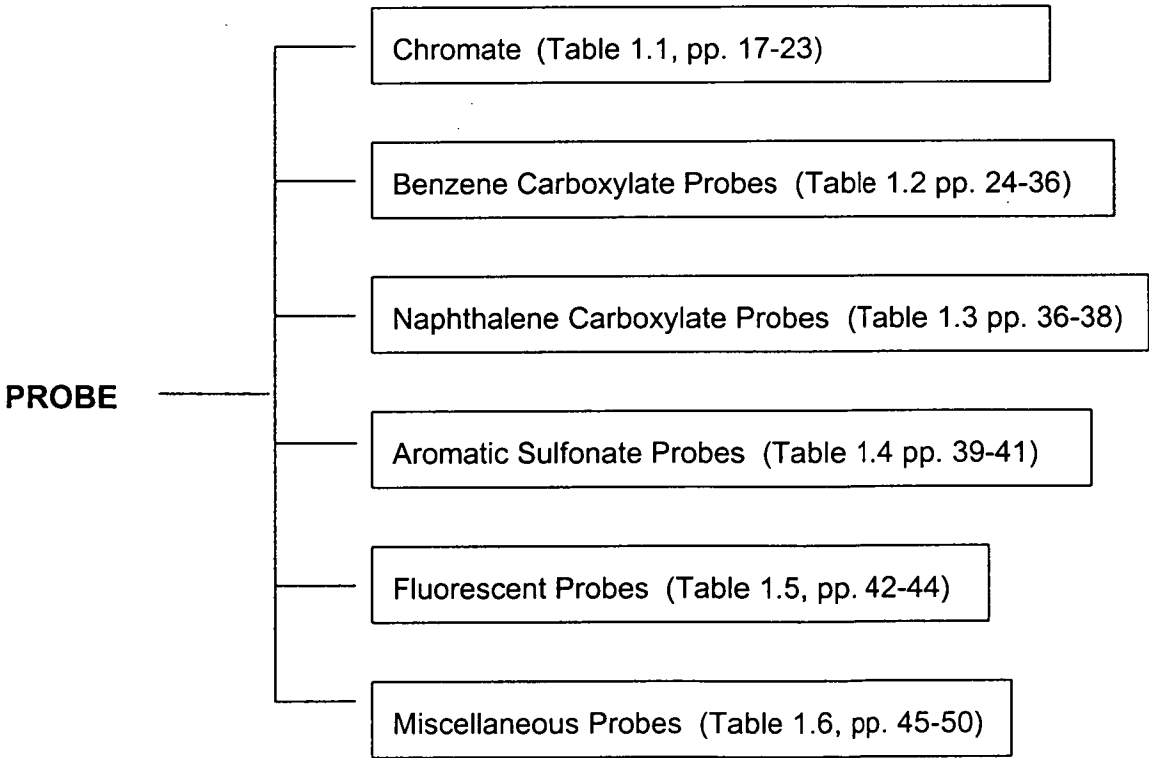 Chromate (Table 1.1, pp. 17-23)
Benzene Carboxylate Probes (Table 1.2 pp. 24-36)
Naphthalene Carboxylate Probes (Table 1.3 pp. 36-38)
PROBE
Aromatic Sulfonate Probes (Table 1.4 pp. 39-41)
Fluorescent Probes (Table 1.5, pp. 42-44)
Miscellaneous Probes (Table 1.6, pp. 45-50)